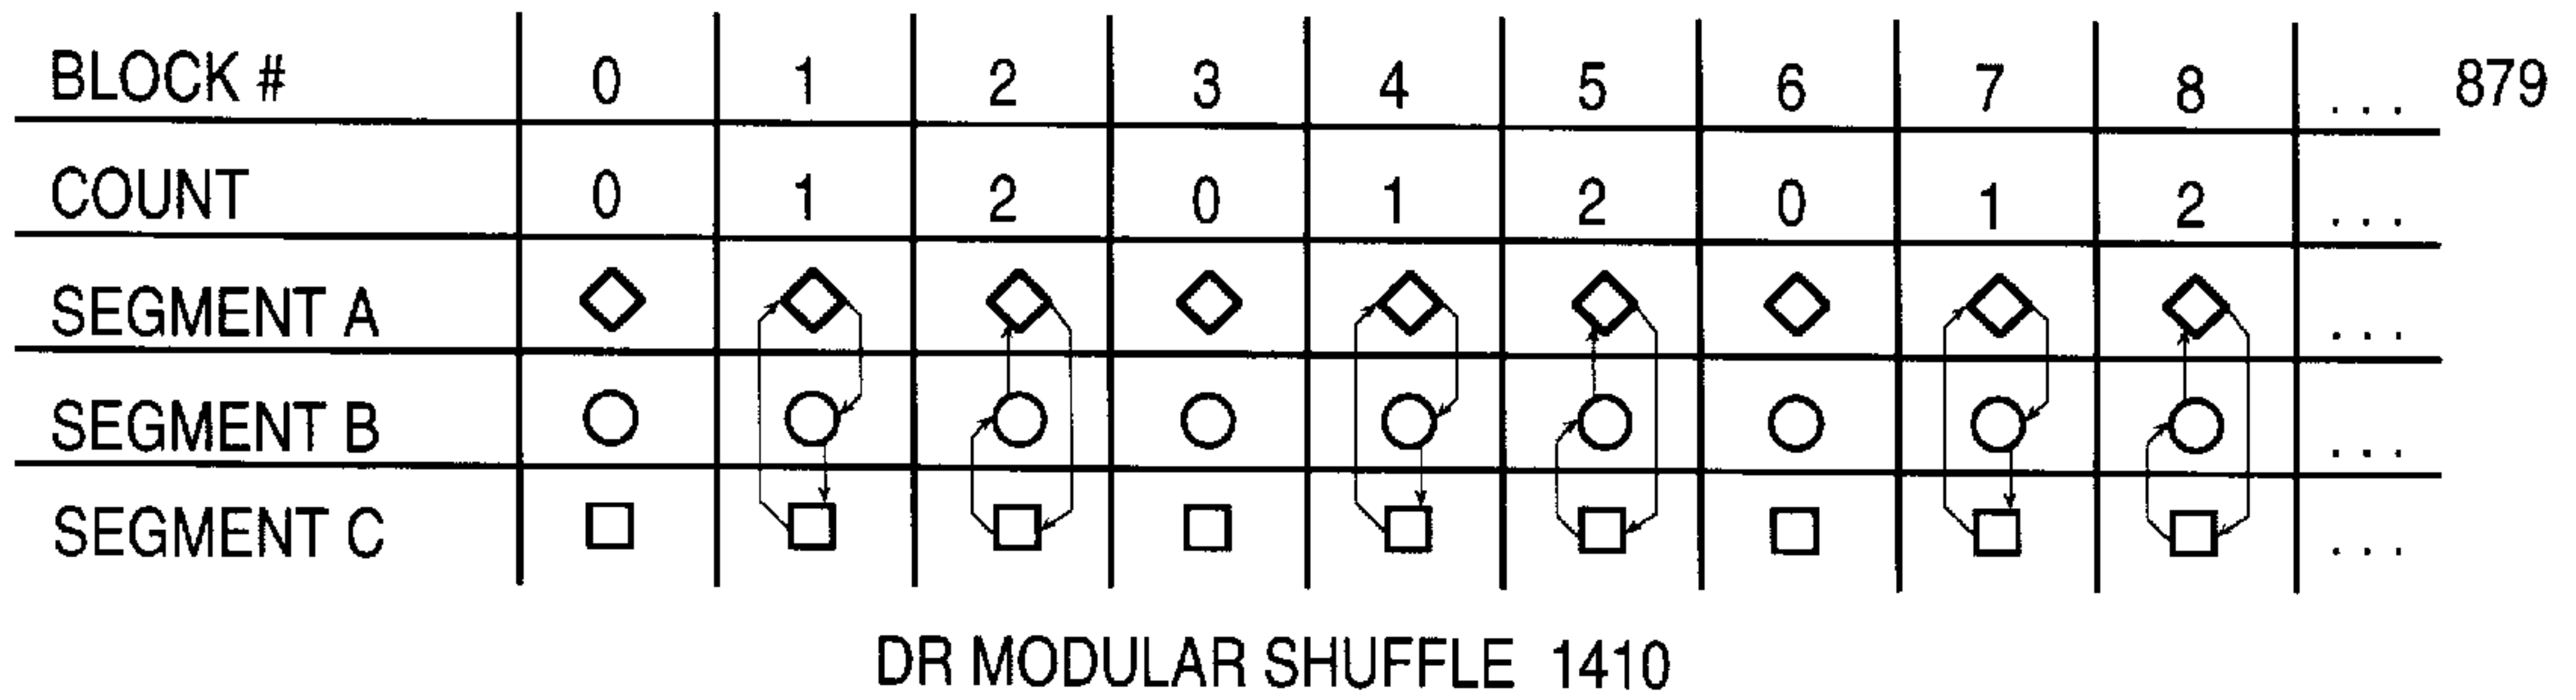 BLOCK # 0 1 2 3 4 5 6 7 8 ... 879
COUNT 0 1 2 0 1 2 0 1 2 ...
SEGMENT A ...
SEGMENT B ...
SEGMENT C ...
DR MODULAR SHUFFLE 1410